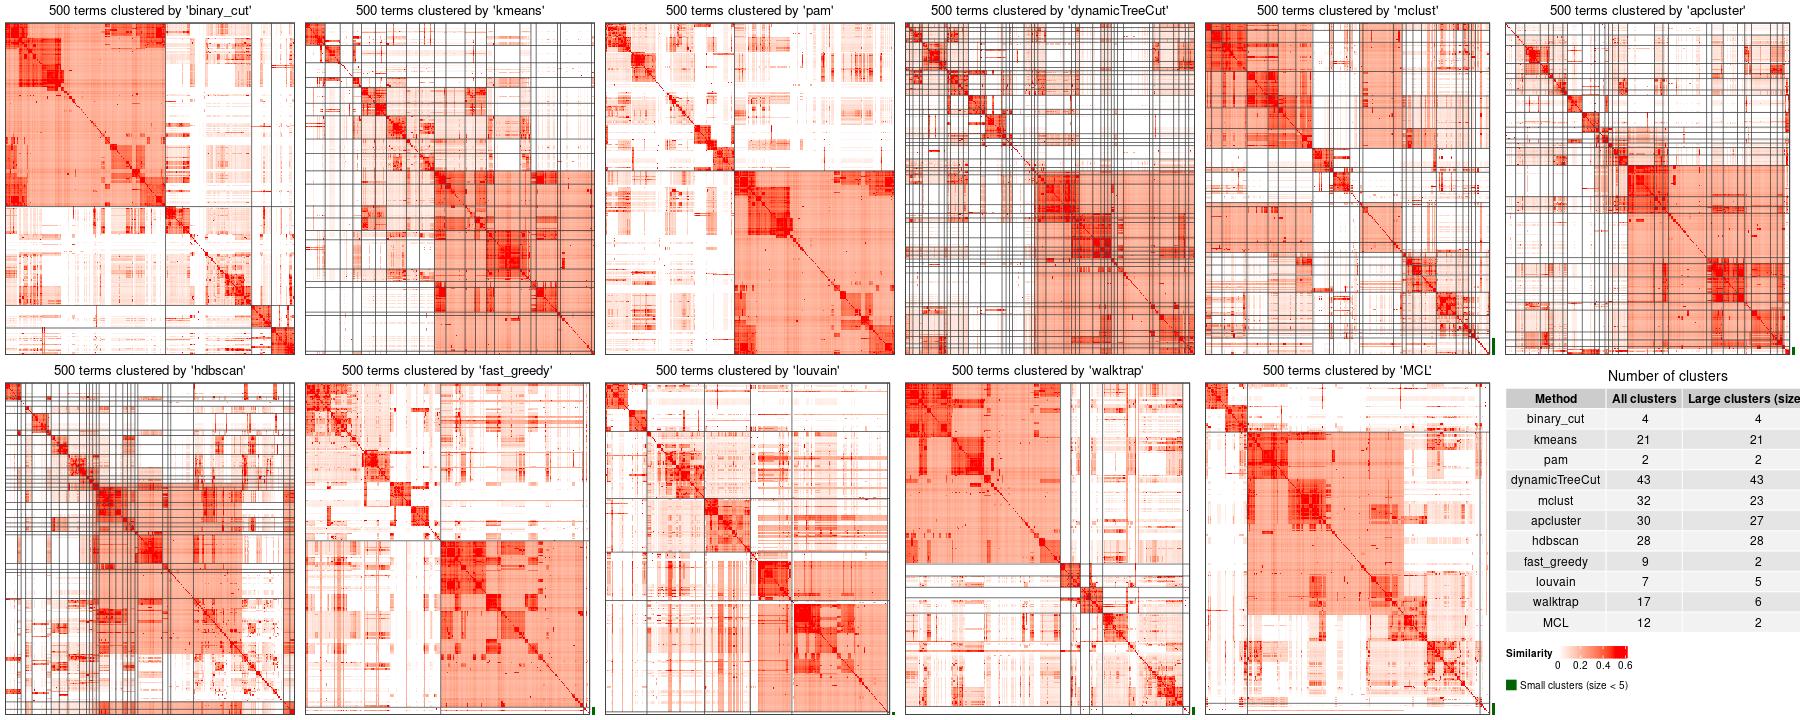 500 terms clustered by 'binary_cut'
500 terms clustered by 'kmeans'
500 terms clustered by 'pam'
500 terms clustered by 'dynamicTreeCut'
500 terms clustered by 'mclust'
500 terms clustered by 'apcluster'
500 terms clustered by 'hdbscan'
500 terms clustered by 'fast_greedy'
500 terms clustered by 'louvain'
500 terms clustered by 'walktrap'
500 terms clustered by 'MCL'
Number of clusters
Method All clusters Large clusters (size
binary_cut 4 4
kmeans 21 21
pam 2 2
dynamicTreeCut 43 43
mclust 32 23
apcluster 30 27
hdbscan 28 28
fast_greedy 9 2
louvain 7 5
walktrap 17 6
MCL 12 2
Similarity
0 0.2 0.4 0.6
Small clusters (size < 5)